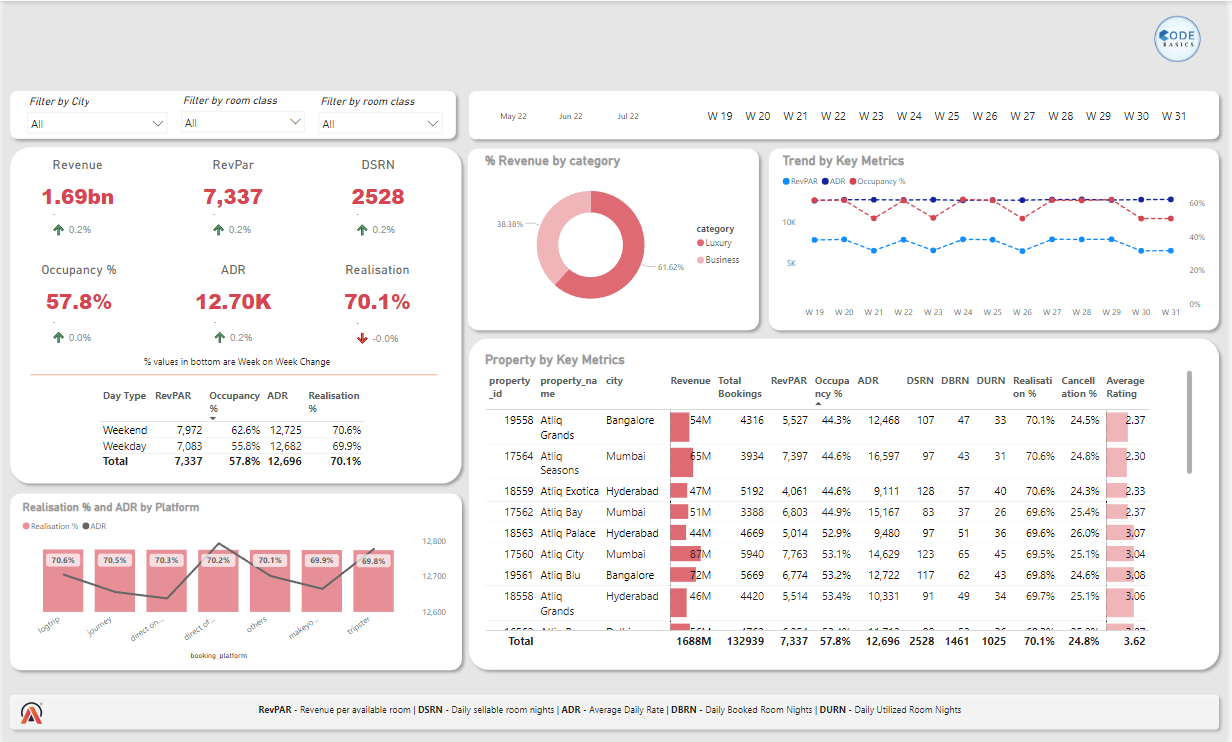 CODE
BASICS
Filter by City
Filter by room class
Filter by room class
All
All
All
May 22 Jun 22 Jul 22
W 19 W 20 W 21 W 22 W 23 W 24 W 25 W 26 W 27 W 28 W 29 W 30 W 31
Revenue RevPar DSRN
1.69bn 7,337 2528
0.2% 0.2% 0.2%
Occupancy % ADR Realisation
57.8% 12.70K 70.1%
0.0% 0.2% -0.0%
% values in bottom are Week on Week Change
Day Type RevPAR Occupancy % ADR Realisation %
Weekend 7,972 62.6% 12,725 70.6%
Weekday 7,083 55.8% 12,682 69.9%
Total 7,337 57.8% 12,696 70.1%
% Revenue by category
38.38%
61.62%
category
Luxury
Business
Trend by Key Metrics
RevPAR ADR Occupancy %
10K
5K
60%
40%
20%
0%
W 19 W 20 W 21 W 22 W 23 W 24 W 25 W 26 W 27 W 28 W 29 W 30 W 31
Realisation % and ADR by Platform
Realisation % ADR
70.6% 70.5% 70.3% 70.2% 70.1% 69.9% 69.8%
12,800
12,700
12,600
logtrip journey direct on... direct of... others makeyo... tripster
booking_platform
Property by Key Metrics
property_id property_name city Revenue Total Bookings RevPAR Occupancy % ADR DSRN DBRN DURN Realisation % Cancellation % Average Rating
19558 Atliq Grands Bangalore 54M 4316 5,527 44.3% 12,468 107 47 33 70.1% 24.5% 2.37
17564 Atliq Seasons Mumbai 65M 3934 7,397 44.6% 16,597 97 43 31 70.6% 24.8% 2.30
18559 Atliq Exotica Hyderabad 47M 5192 4,061 44.6% 9,111 128 57 40 70.6% 24.3% 2.33
17562 Atliq Bay Mumbai 51M 3388 6,803 44.9% 15,167 83 37 26 69.6% 25.4% 2.37
18563 Atliq Palace Hyderabad 44M 4669 5,014 52.9% 9,480 97 51 36 69.6% 26.0% 3.07
17560 Atliq City Mumbai 87M 5940 7,763 53.1% 14,629 123 65 45 69.5% 25.1% 3.04
19561 Atliq Blu Bangalore 72M 5669 6,774 53.2% 12,722 117 62 43 69.8% 24.6% 3.08
18558 Atliq Grands Hyderabad 46M 4420 5,514 53.4% 10,331 91 49 34 69.7% 25.1% 3.06
Total 1688M 132939 7,337 57.8% 12,696 2528 1461 1025 70.1% 24.8% 3.62
RevPAR - Revenue per available room | DSRN - Daily sellable room nights | ADR - Average Daily Rate | DBRN - Daily Booked Room Nights | DURN - Daily Utilized Room Nights